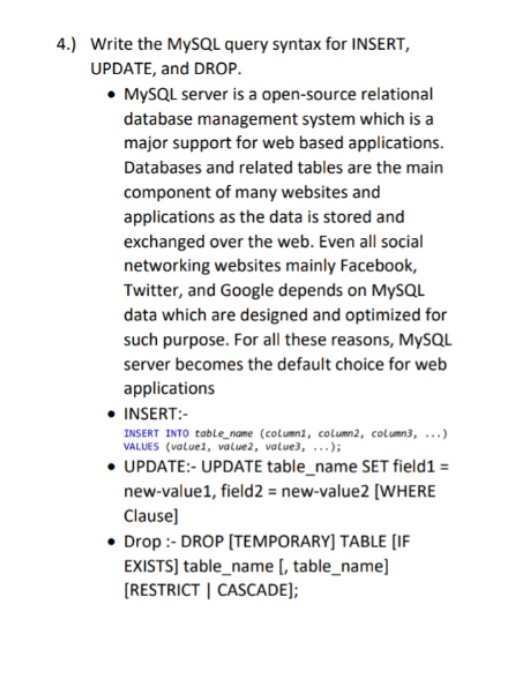 4.) Write the MySQL query syntax for INSERT,
UPDATE, and DROP.
• MySQL server is a open-source relational
database management system which is a
major support for web based applications.
Databases and related tables are the main
component of many websites and
applications as the data is stored and
exchanged over the web. Even all social
networking websites mainly Facebook,
Twitter, and Google depends on MySQL
data which are designed and optimized for
such purpose. For all these reasons, MySQL
server becomes the default choice for web
applications
• INSERT:-
INSERT INTO table_name (column1, column2, column3, ...)
VALUES (value1, value2, value3, ...);
• UPDATE:- UPDATE table_name SET field1 =
new-value1, field2 = new-value2 [WHERE
Clause]
• Drop :- DROP [TEMPORARY] TABLE [IF
EXISTS] table_name [, table_name]
[RESTRICT | CASCADE];